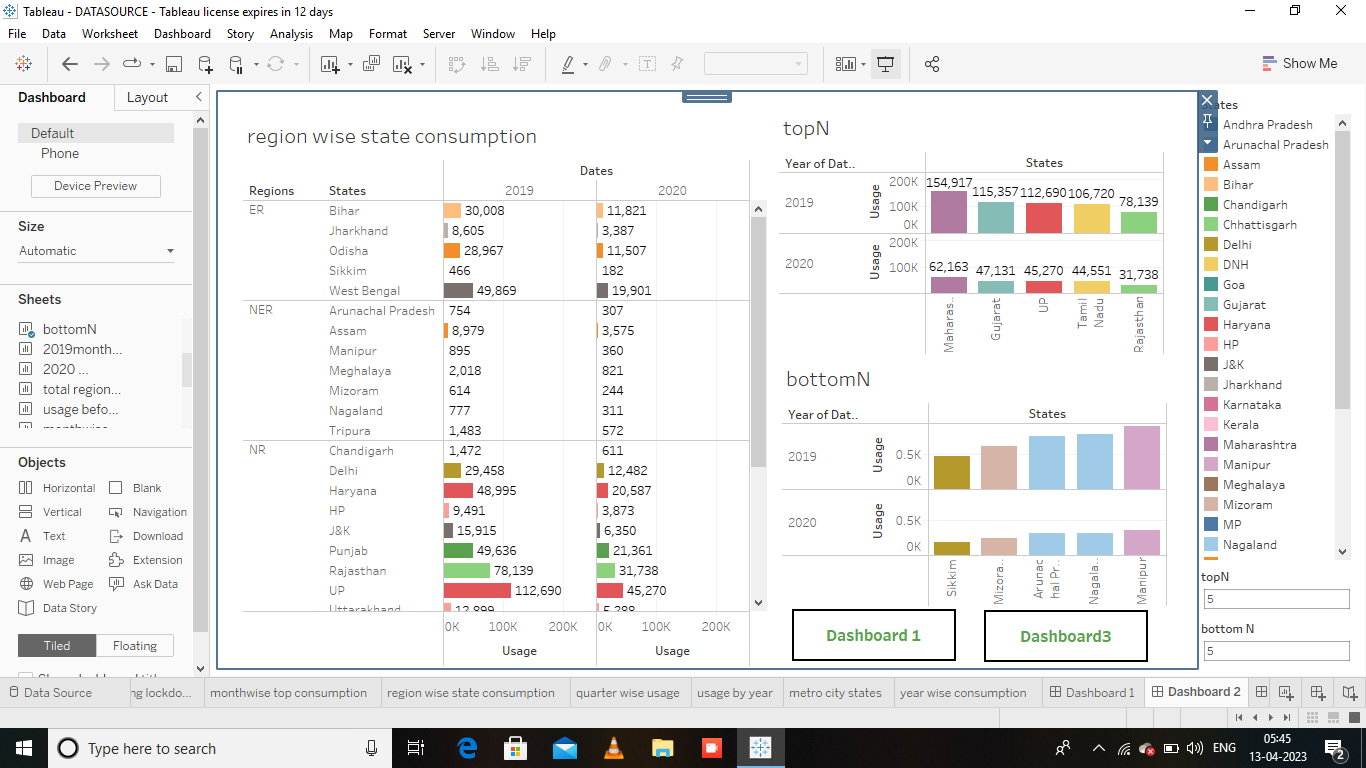 Tableau - DATASOURCE - Tableau license expires in 12 days
File Data Worksheet Dashboard Story Analysis Map Format Server Window Help
Show Me
Dashboard Layout
Default
Phone
Device Preview
Size
Automatic
Sheets
bottomN
2019month...
2020 ...
total region...
usage befo...
Objects
Horizontal Blank
Vertical Navigation
Text Download
Image Extension
Web Page Ask Data
Data Story
Tiled Floating
region wise state consumption
Dates
Regions States 2019 2020
ER Bihar 30,008 11,821
Jharkhand 8,605 3,387
Odisha 28,967 11,507
Sikkim 466 182
West Bengal 49,869 19,901
NER Arunachal Pradesh 754 307
Assam 8,979 3,575
Manipur 895 360
Meghalaya 2,018 821
Mizoram 614 244
Nagaland 777 311
Tripura 1,483 572
NR Chandigarh 1,472 611
Delhi 29,458 12,482
Haryana 48,995 20,587
HP 9,491 3,873
J&K 15,915 6,350
Punjab 49,636 21,361
Rajasthan 78,139 31,738
UP 112,690 45,270
Uttarakhand 12,899 5,288
0K 100K 200K 0K 100K 200K
Usage Usage
topN
Year of Dat.. States
2019 Usage 200K 100K 0K 154,917 115,357 112,690 106,720 78,139
2020 Usage 200K 100K 62,163 47,131 45,270 44,551 31,738
Maharas.. Gujarat UP Tamil Nadu Rajasthan
bottomN
Year of Dat.. States
2019 Usage 0.5K 0K
2020 Usage 0.5K 0K
Sikkim Mizora.. Arunac hal Pr.. Nagala.. Manipur
Dashboard 1 Dashboard3
Andhra Pradesh
Arunachal Pradesh
Assam
Bihar
Chandigarh
Chhattisgarh
Delhi
DNH
Goa
Gujarat
Haryana
HP
J&K
Jharkhand
Karnataka
Kerala
Maharashtra
Manipur
Meghalaya
Mizoram
MP
Nagaland
topN
5
bottom N
5
Data Source ng lockdo... monthwise top consumption region wise state consumption quarter wise usage usage by year metro city states year wise consumption Dashboard 1 Dashboard 2
Type here to search
ENG
05:45
13-04-2023
2